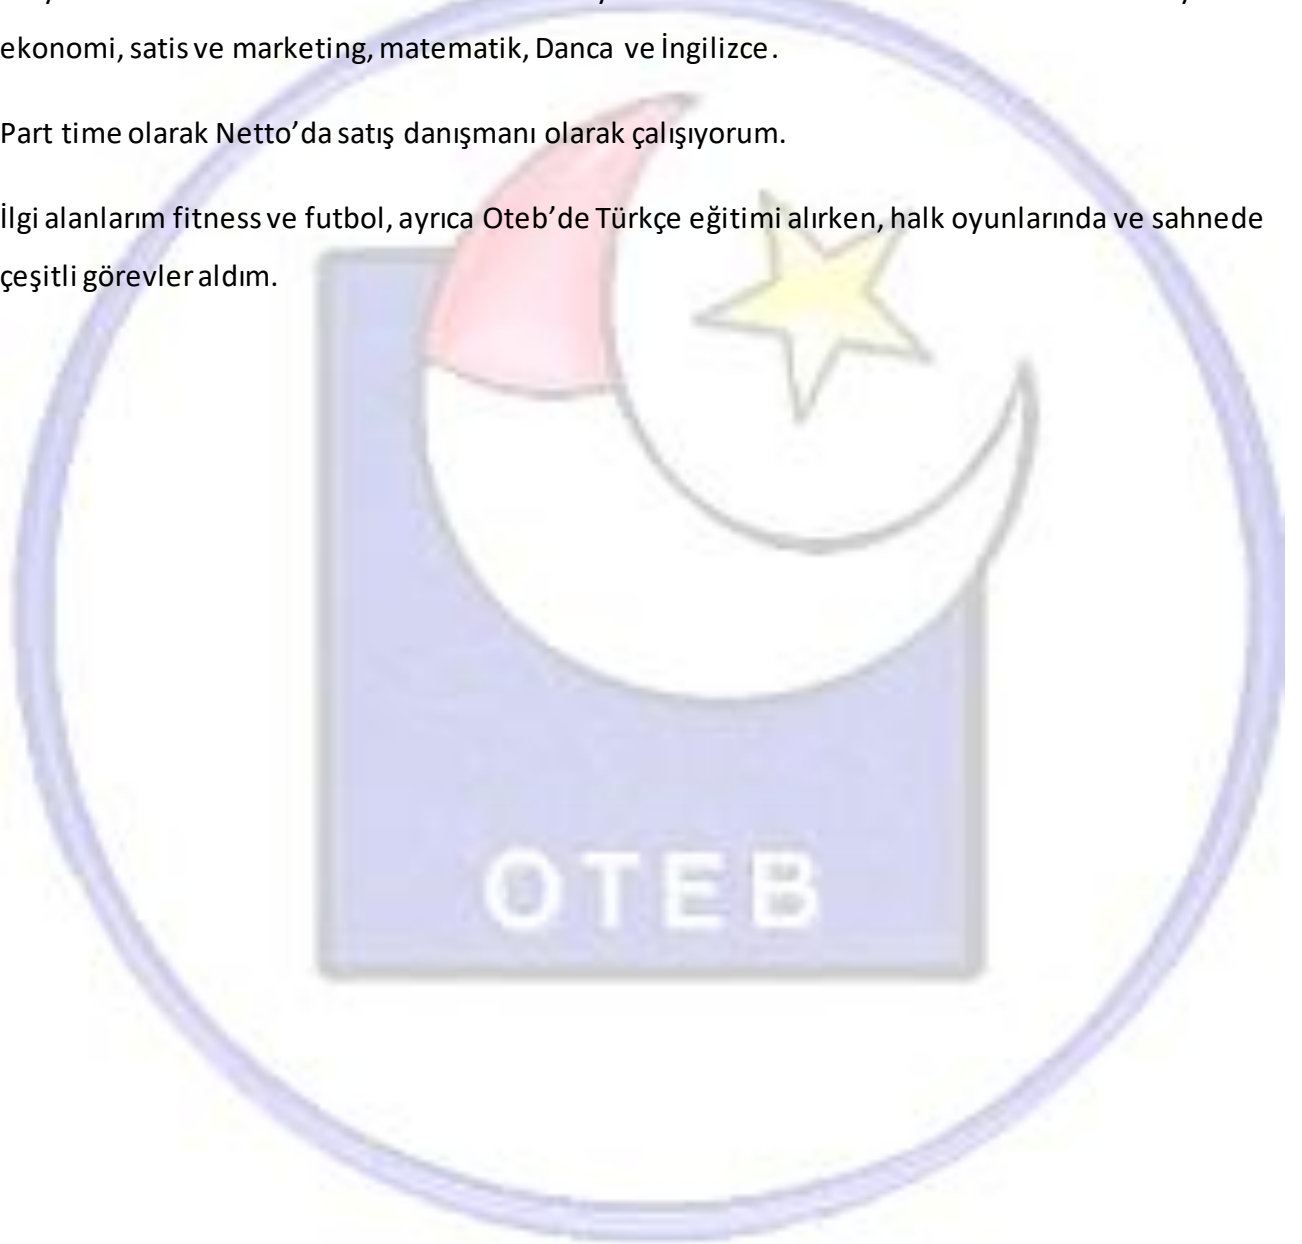 ekonomi, satis ve marketing, matematik, Danca ve İngilizce.
Part time olarak Netto’da satış danışmanı olarak çalışıyorum.
İlgi alanlarım fitness ve futbol, ayrıca Oteb’de Türkçe eğitimi alırken, halk oyunlarında ve sahnede
çeşitli görevler aldım.
OTEB